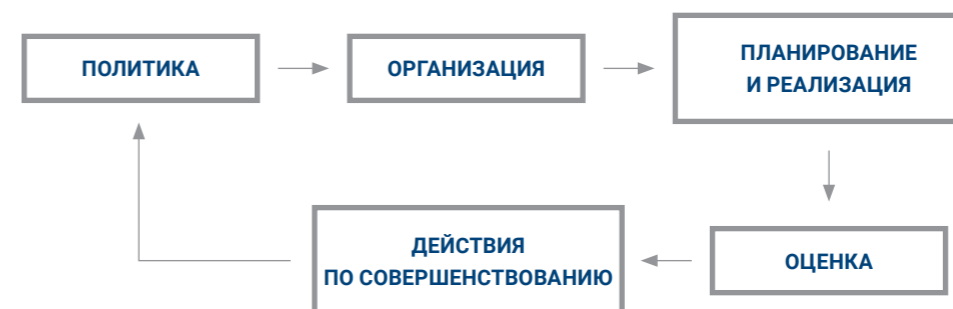 ПОЛИТИКА
ОРГАНИЗАЦИЯ
ПЛАНИРОВАНИЕ
И РЕАЛИЗАЦИЯ
ОЦЕНКА
ДЕЙСТВИЯ
ПО СОВЕРШЕНСТВОВАНИЮ